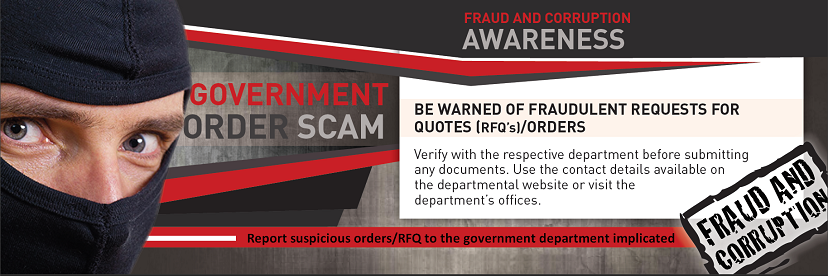 FRAUD AND CORRUPTION
AWARENESS
GOVERNMENT
ORDER SCAM
BE WARNED OF FRAUDULENT REQUESTS FOR
QUOTES (RFQ's)/ORDERS
Verify with the respective department before submitting
any documents. Use the contact details available on
the departmental website or visit the
department's offices.
FRAUD AND
CORRUPTION
Report suspicious orders/RFQ to the government department implicated